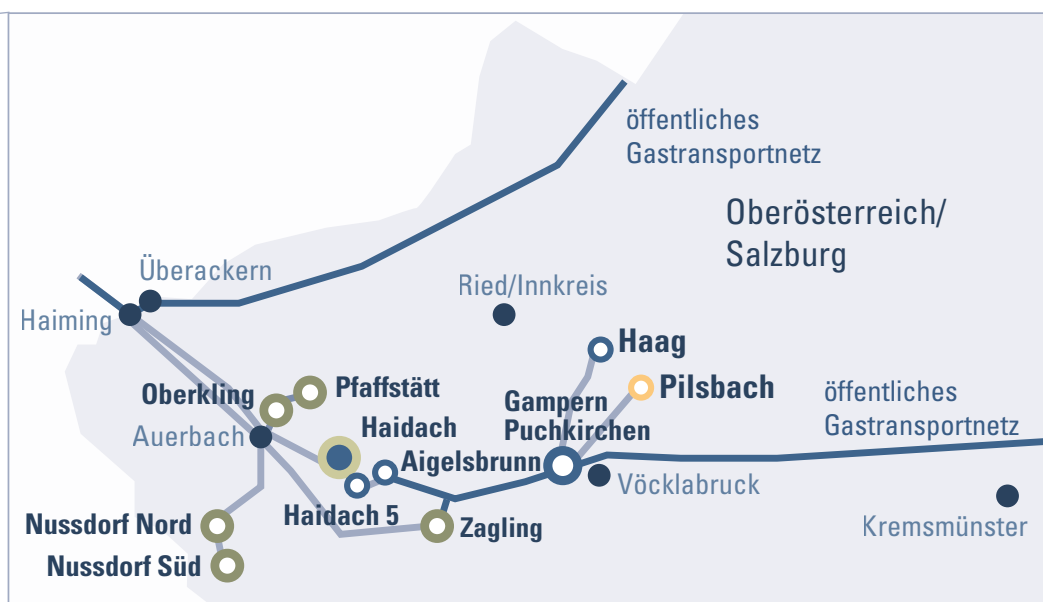 öffentliches
Gastransportnetz
Oberösterreich/
Salzburg
Überackern
Ried/Innkreis
Haiming
Haag
Oberkling
Pfaffstätt
Pilsbach
Gampern
Puchkirchen
öffentliches
Gastransportnetz
Auerbach
Haidach
Aigelsbrunn
Vöcklabruck
Haidach 5
Nussdorf Nord
Zagling
Kremsmünster
Nussdorf Süd